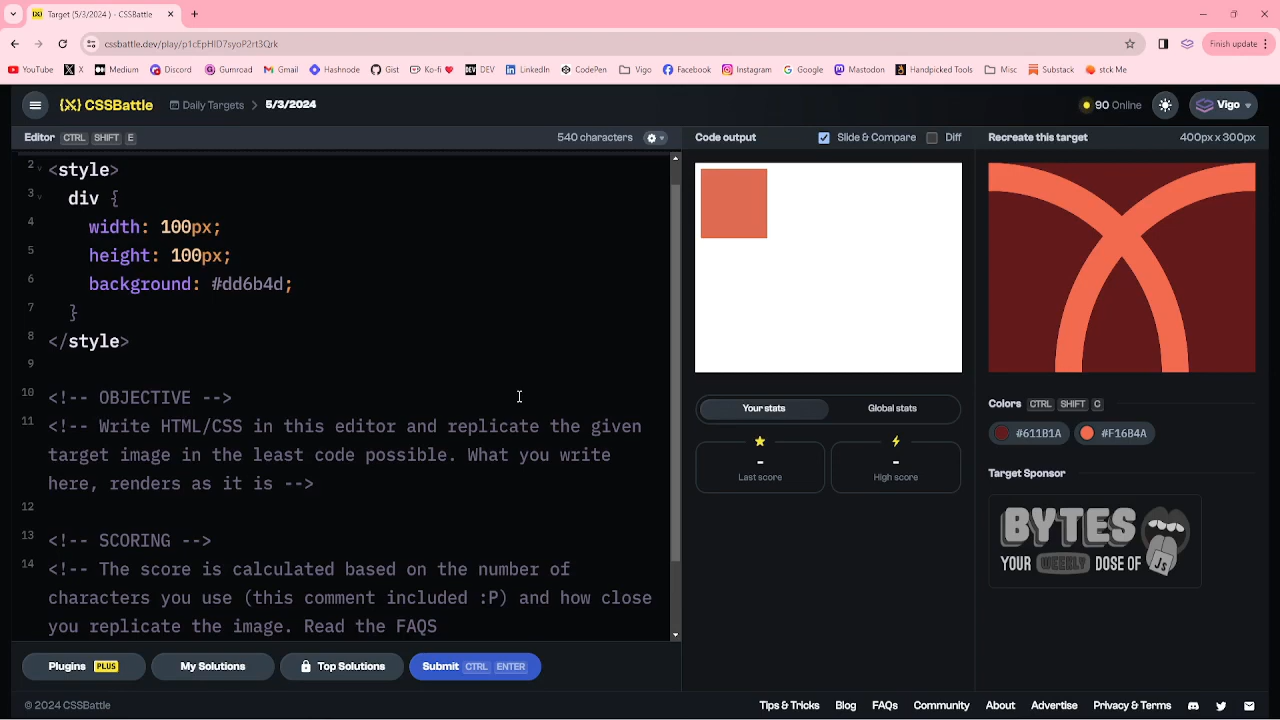 Target (5/3/2024 ) - CSSBattle
cssbattle.dev/play/p1cEpHID7syoP2rt3Qrk
Finish update
YouTube X Medium Discord Gumroad Gmail Hashnode Gist Ko-fi DEV LinkedIn CodePen Vigo Facebook Instagram Google Mastodon Handpicked Tools Misc Substack stck Me
CSSBattle Daily Targets > 5/3/2024 90 Online Vigo
Editor CTRL SHIFT E 540 characters
Code output Slide & Compare Diff
Recreate this target 400px x 300px
2 <style>
3 div {
4 width: 100px;
5 height: 100px;
6 background: #dd6b4d;
7 }
8 </style>
9
10 <!-- OBJECTIVE -->
11 <!-- Write HTML/CSS in this editor and replicate the given
target image in the least code possible. What you write
here, renders as it is -->
12
13 <!-- SCORING -->
14 <!-- The score is calculated based on the number of
characters you use (this comment included :P) and how close
you replicate the image. Read the FAQS
Your stats Global stats
- -
Last score High score
Colors CTRL SHIFT C
#611B1A #F16B4A
Target Sponsor
BYTES
YOUR WEEKLY DOSE OF JS
Plugins PLUS My Solutions Top Solutions Submit CTRL ENTER
© 2024 CSSBattle
Tips & Tricks Blog FAQs Community About Advertise Privacy & Terms